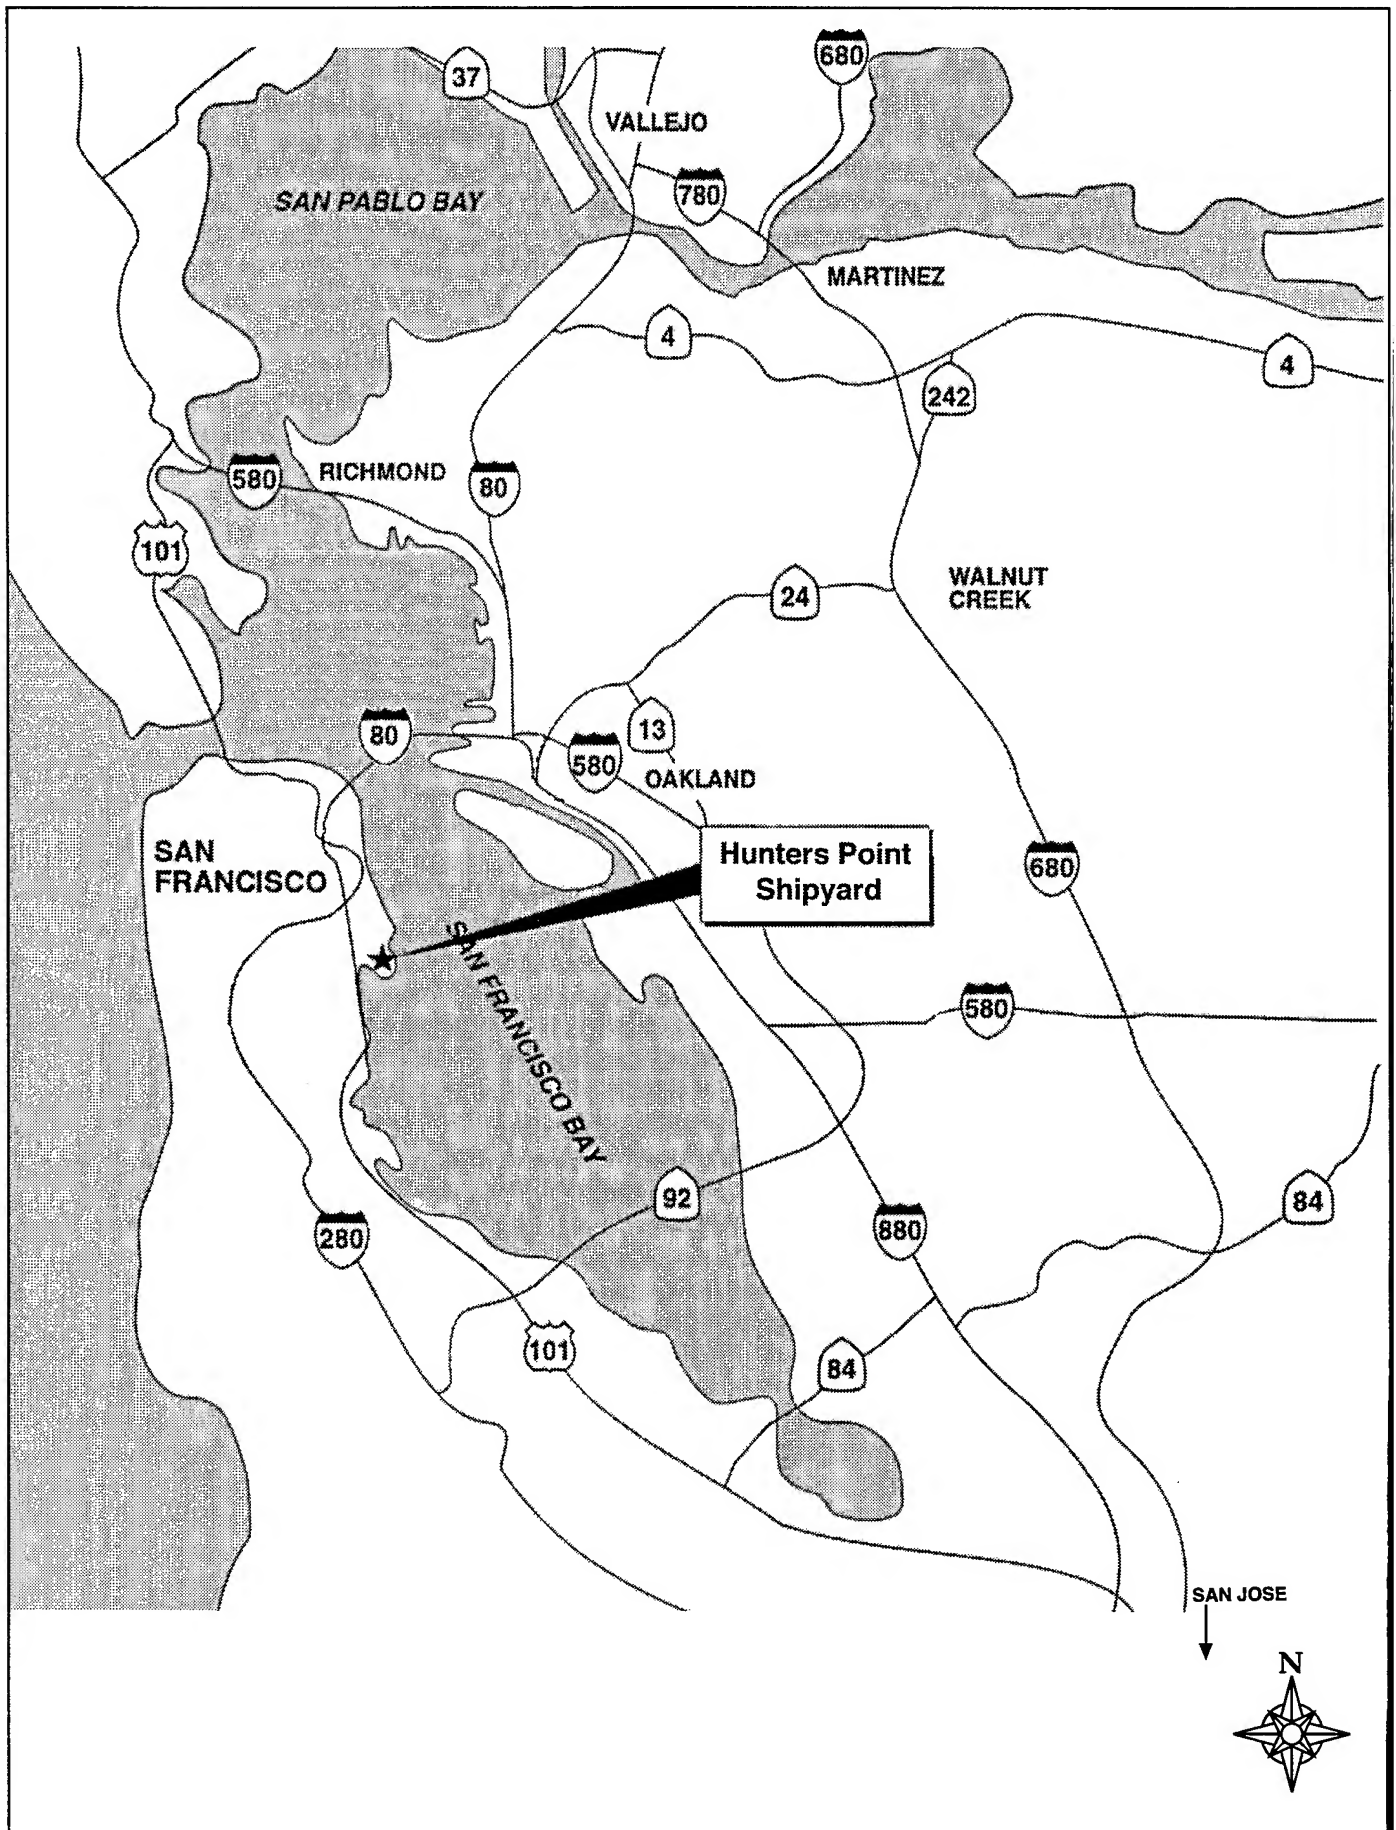 680
37
VALLEJO
780
SAN PABLO BAY
MARTINEZ
4
4
242
RICHMOND
580
80
101
24
WALNUT
CREEK
80
13
580
OAKLAND
SAN
FRANCISCO
Hunters Point
Shipyard
680
SAN FRANCISCO BAY
580
92
84
280
880
101
84
SAN JOSE
N